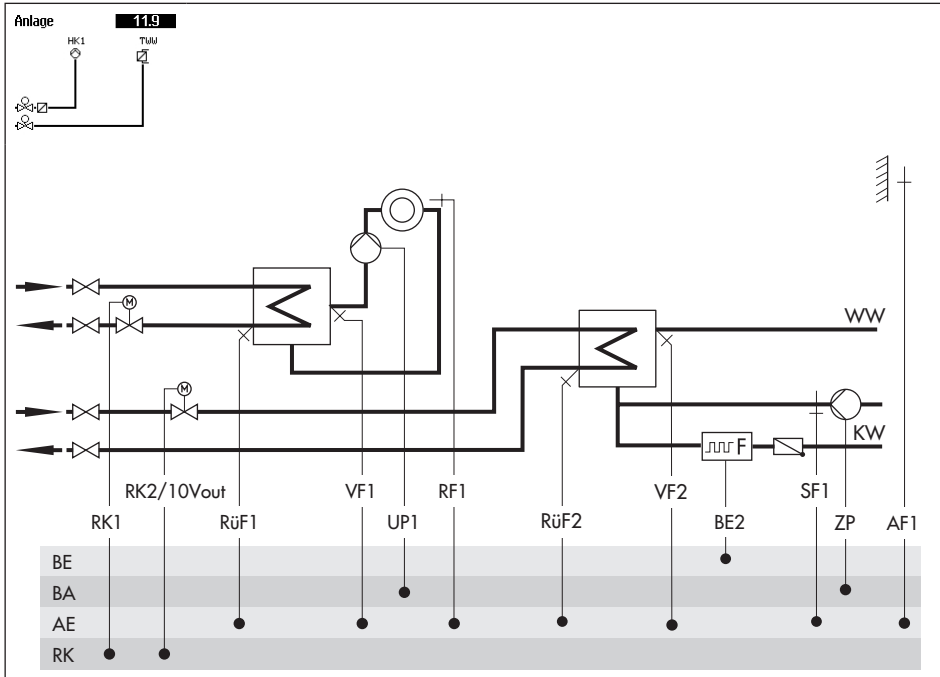 Anlage 11.9
HK1 TWW
M
M
WW
F
KW
RK2/10Vout VF1 RF1 VF2 SF1
RK1 RüF1 UP1 RüF2 BE2 ZP AF1
BE
BA
AE
RK